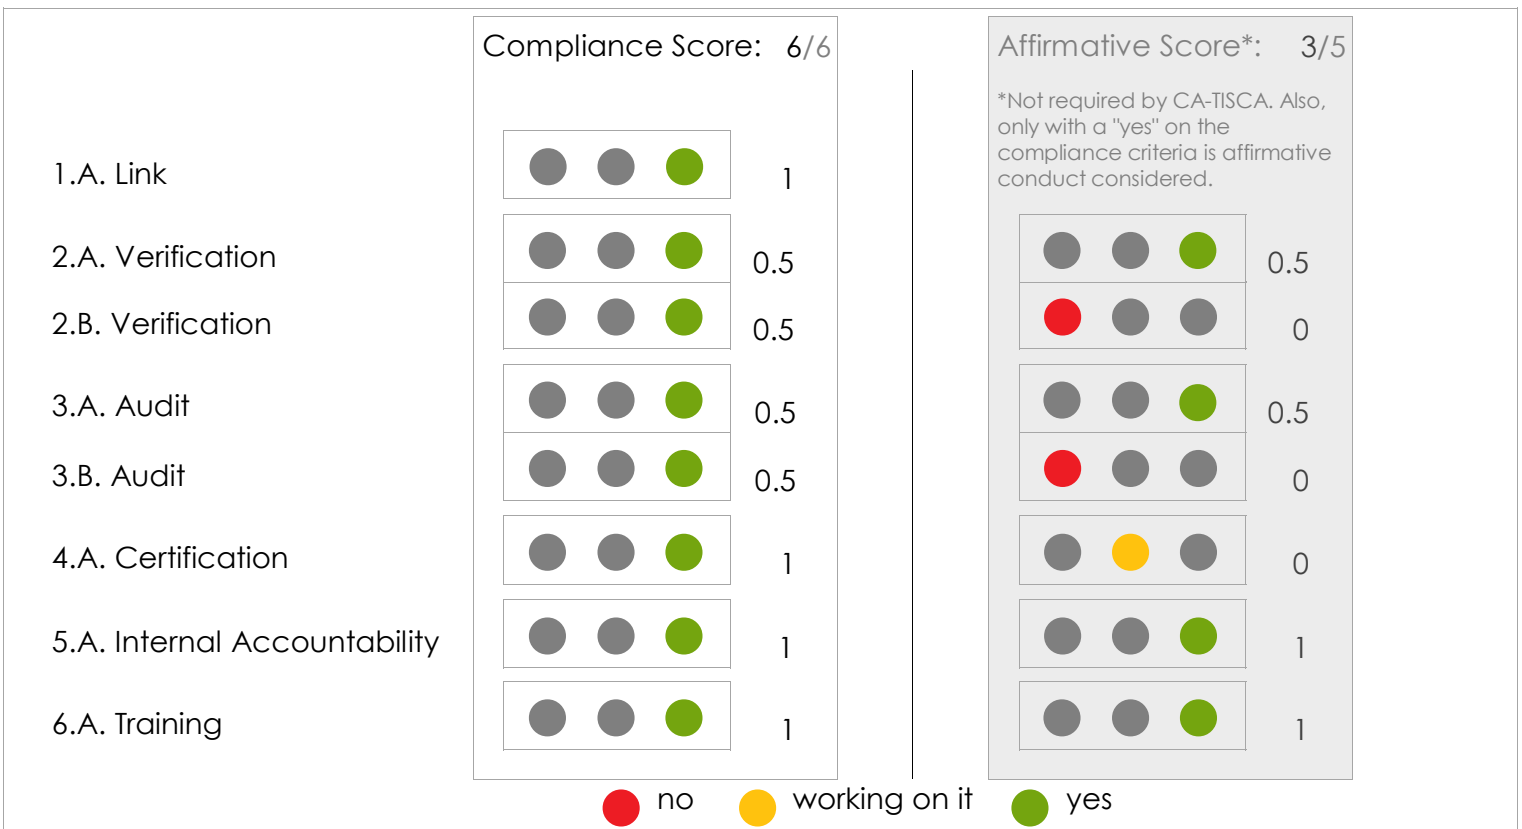 Compliance Score: 6/6
Affirmative Score*: 3/5
*Not required by CA-TISCA. Also,
only with a "yes" on the
compliance criteria is affirmative
conduct considered.
1.A. Link 1
2.A. Verification 0.5 0.5
2.B. Verification 0.5 0
3.A. Audit 0.5 0.5
3.B. Audit 0.5 0
4.A. Certification 1 0
5.A. Internal Accountability 1 1
6.A. Training 1 1
no working on it yes